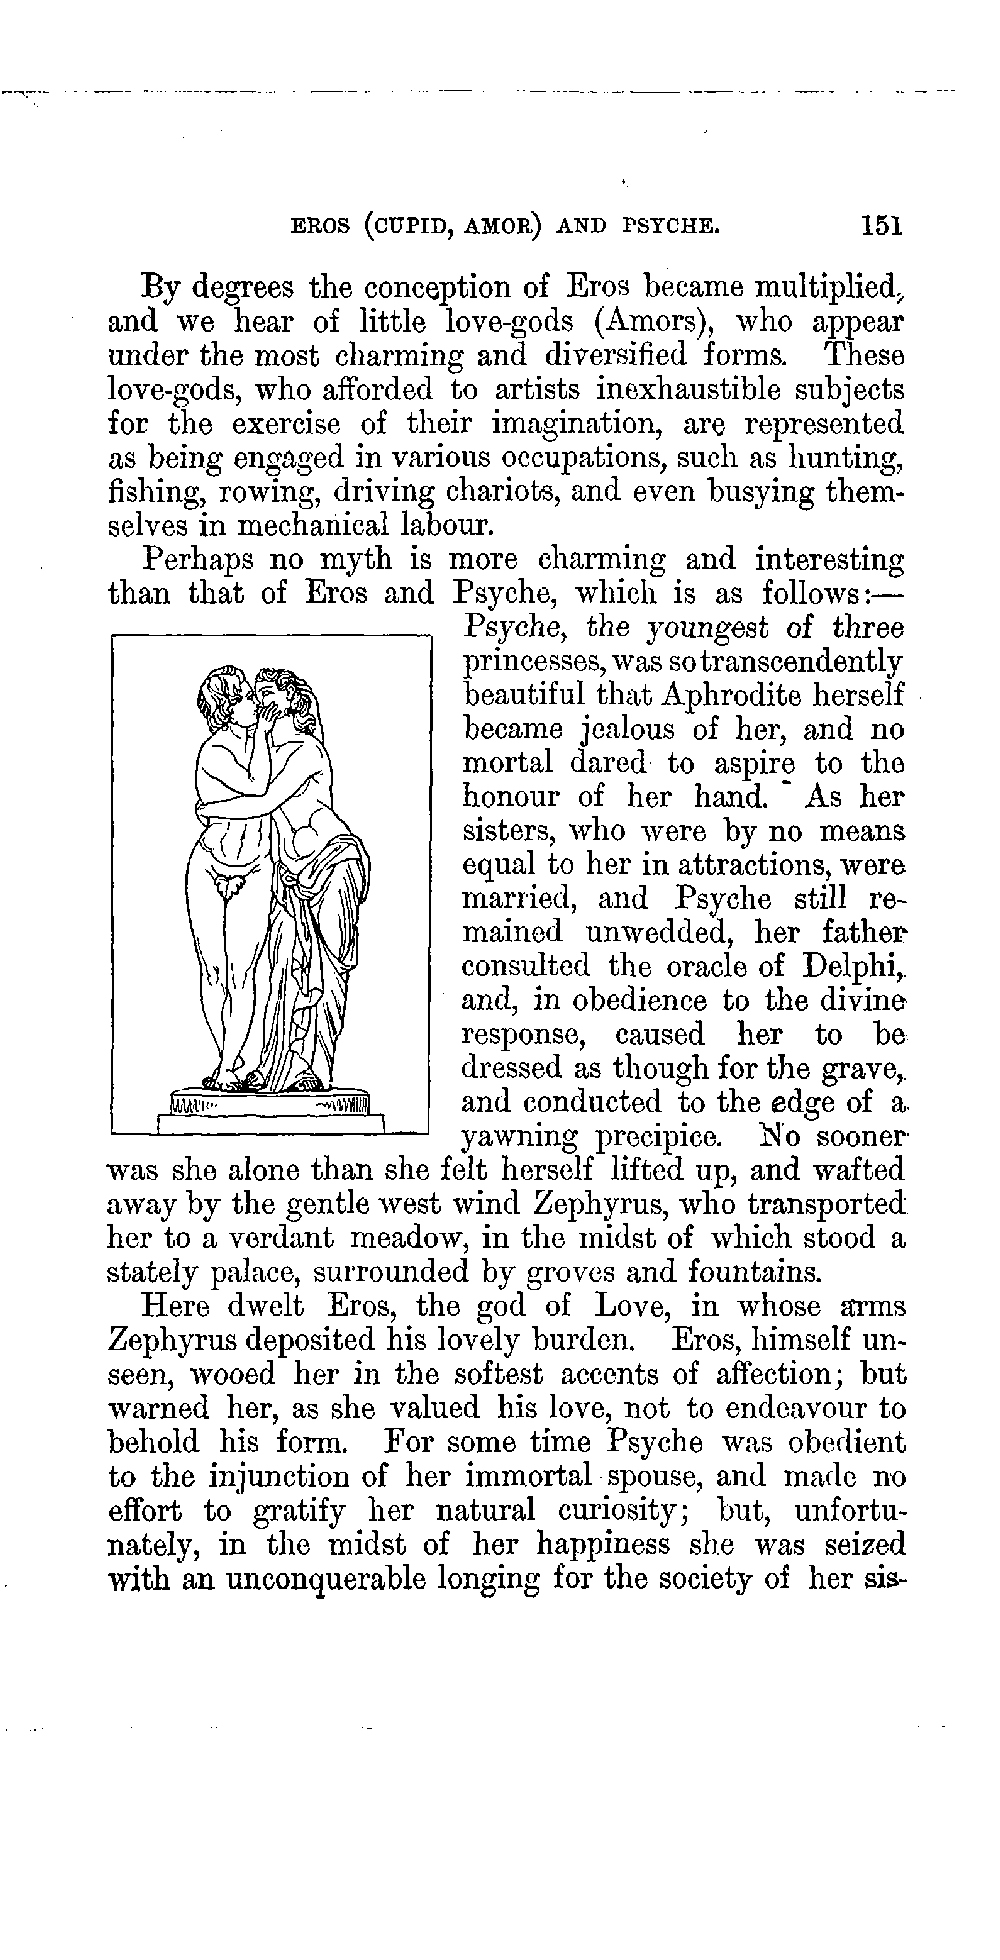 EROS (CUPID, AMOR) AND PSYCHE. 151
By degrees the conception of Eros became multiplied,
and we hear of little love-gods (Amors), who appear
under the most charming and diversified forms. These
love-gods, who afforded to artists inexhaustible subjects
for the exercise of their imagination, are represented
as being engaged in various occupations, such as hunting,
fishing, rowing, driving chariots, and even busying them-
selves in mechanical labour.
Perhaps no myth is more charming and interesting
than that of Eros and Psyche, which is as follows:—
Psyche, the youngest of three
princesses, was so transcendently
beautiful that Aphrodite herself
became jealous of her, and no
mortal dared to aspire to the
honour of her hand. As her
sisters, who were by no means
equal to her in attractions, were
married, and Psyche still re-
mained unwedded, her father
consulted the oracle of Delphi,
and, in obedience to the divine
response, caused her to be
dressed as though for the grave,
and conducted to the edge of a
yawning precipice. No sooner
was she alone than she felt herself lifted up, and wafted
away by the gentle west wind Zephyrus, who transported
her to a verdant meadow, in the midst of which stood a
stately palace, surrounded by groves and fountains.
Here dwelt Eros, the god of Love, in whose arms
Zephyrus deposited his lovely burden. Eros, himself un-
seen, wooed her in the softest accents of affection; but
warned her, as she valued his love, not to endeavour to
behold his form. For some time Psyche was obedient
to the injunction of her immortal spouse, and made no
effort to gratify her natural curiosity; but, unfortu-
nately, in the midst of her happiness she was seized
with an unconquerable longing for the society of her sis-